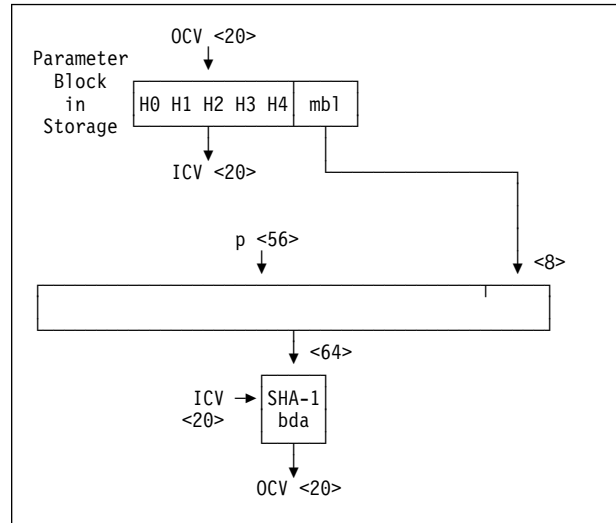 OCV <20>
Parameter
Block
in
Storage
H0 H1 H2 H3 H4 mbl
ICV <20>
p <56>
<8>
<64>
ICV
<20>
SHA-1
bda
OCV <20>